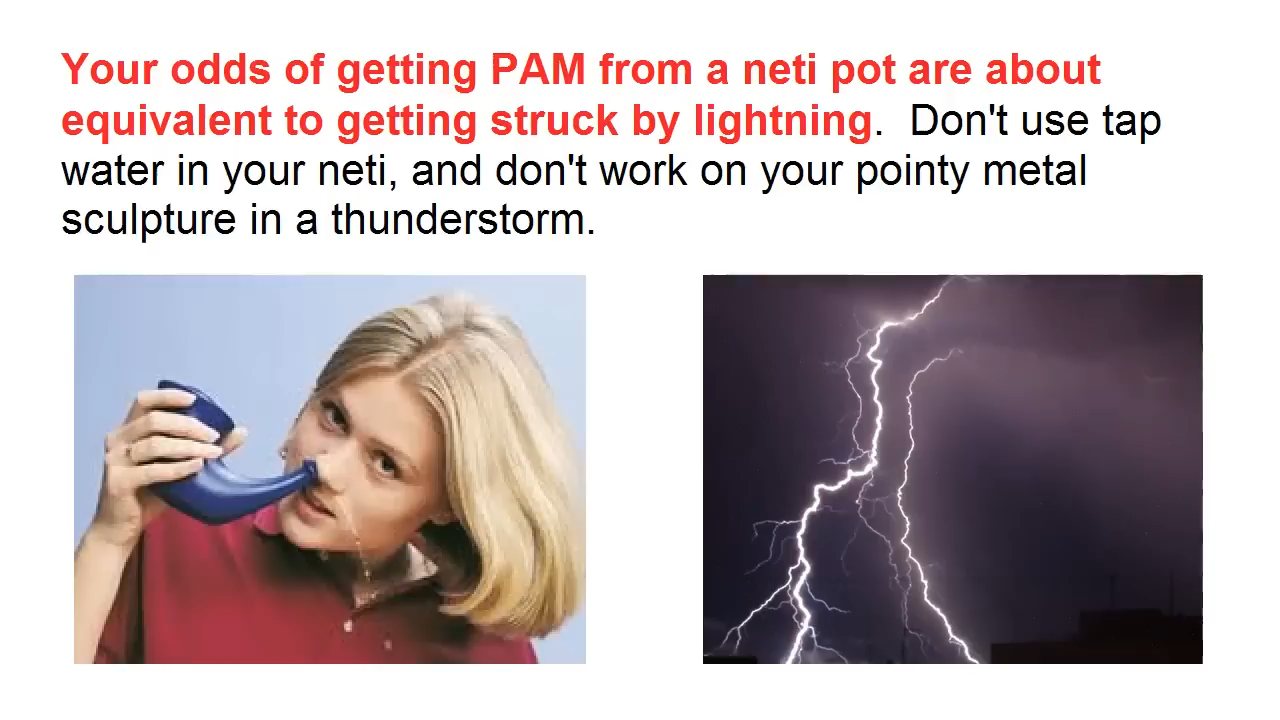 Your odds of getting PAM from a neti pot are about
equivalent to getting struck by lightning.  Don't use tap
water in your neti, and don't work on your pointy metal
sculpture in a thunderstorm.